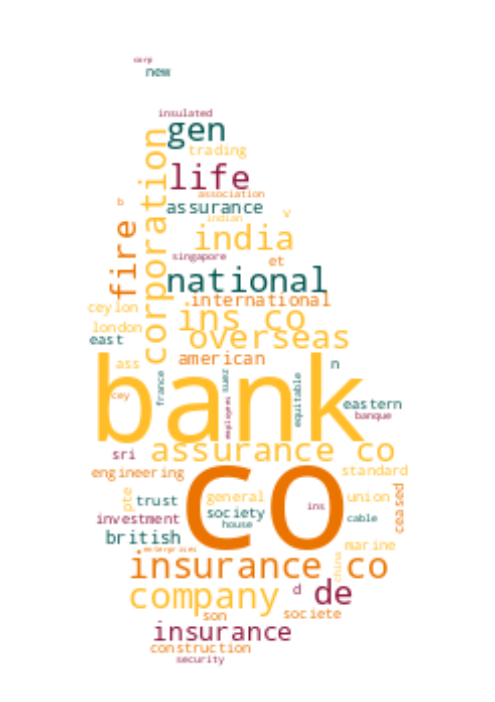 corp
new
insulated
gen
trading
life
association
b
assurance
v
indian
corporation
fire
india
singapore
et
national
international
ceylon
ins co
london
overseas
east
american
ass
n
bank
france
suez
employees
equitable
cey
eastern
banque
assurance co
sri
engineering
standard
co
pte
trust
general
union
ins
society
investment
house
cable
ceased
british
enterprises
marine
insurance co
china
company
d
de
son
societe
insurance
construction
security